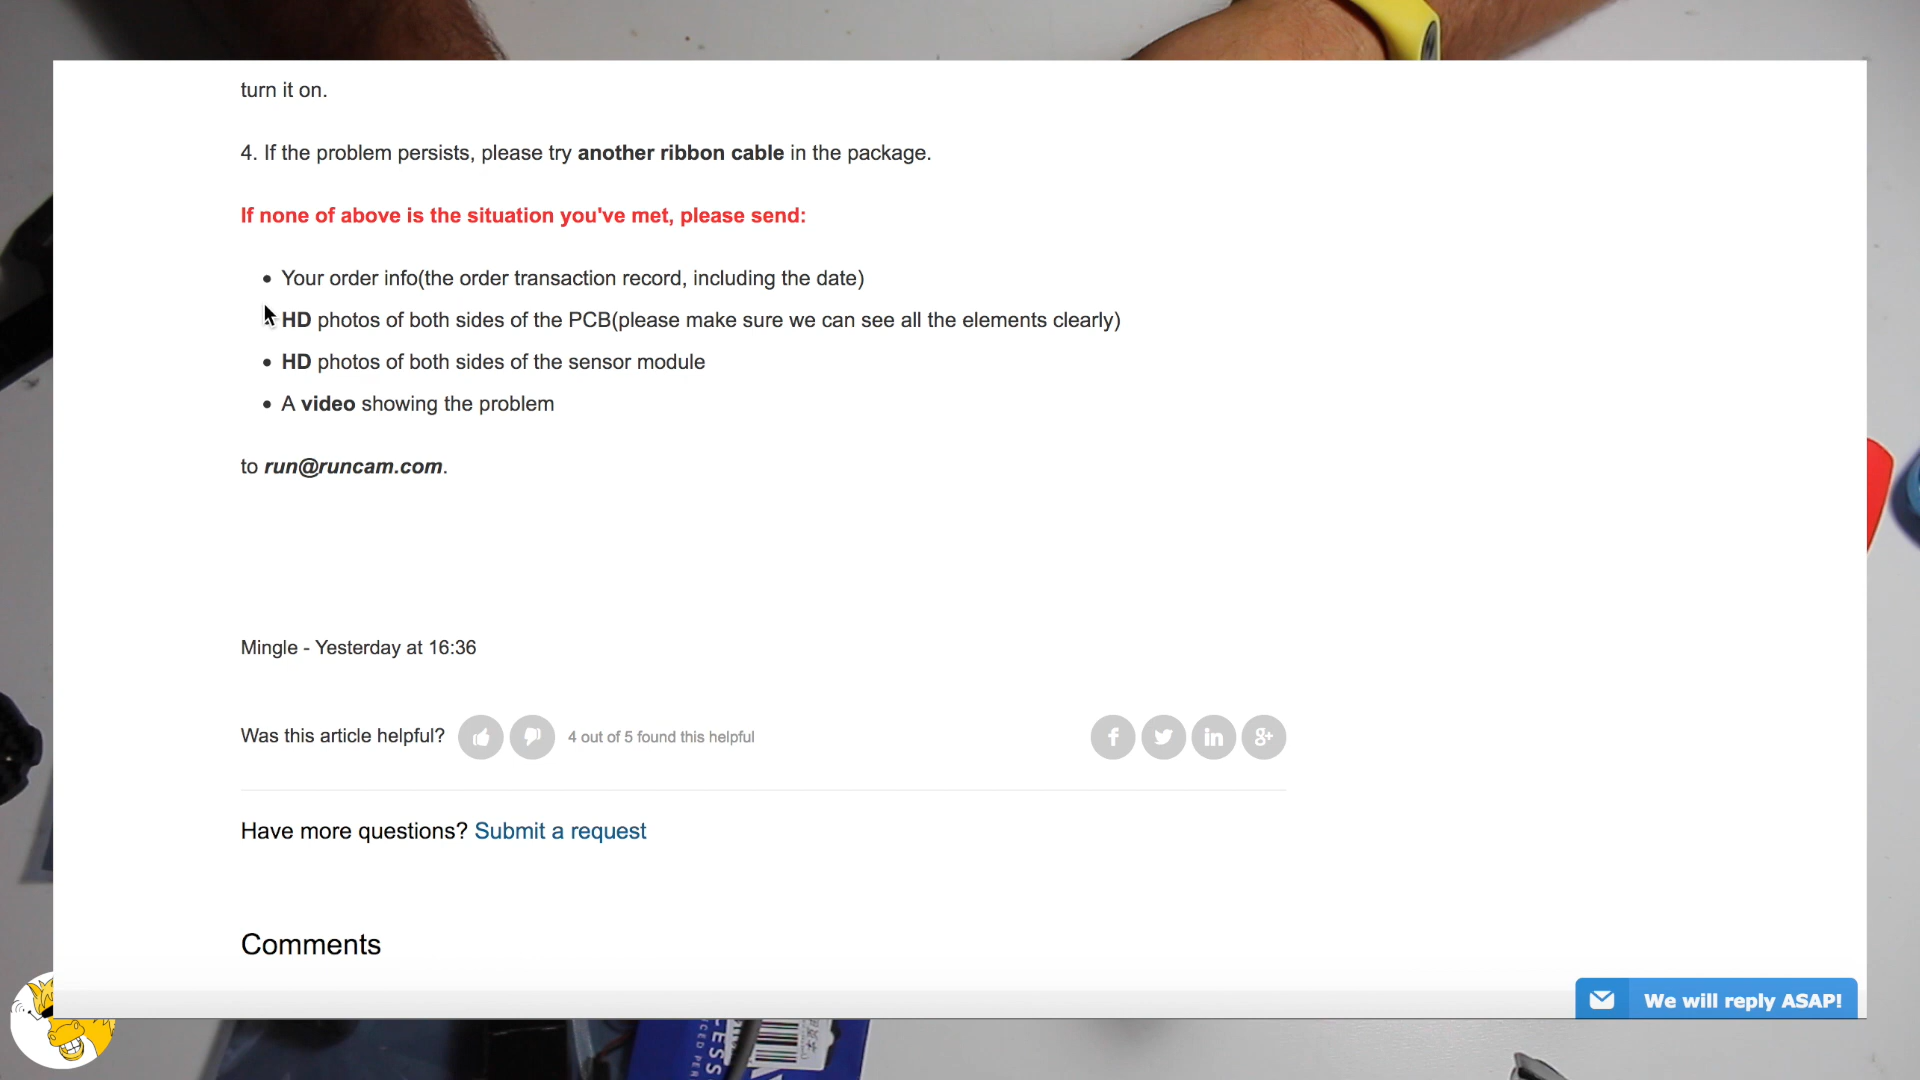 turn it on.
4. If the problem persists, please try another ribbon cable in the package.
If none of above is the situation you've met, please send:
• Your order info(the order transaction record, including the date)
HD photos of both sides of the PCB(please make sure we can see all the elements clearly)
• HD photos of both sides of the sensor module
• A video showing the problem
to run@runcam.com.
Mingle - Yesterday at 16:36
Was this article helpful? 4 out of 5 found this helpful
Have more questions? Submit a request
Comments
We will reply ASAP!